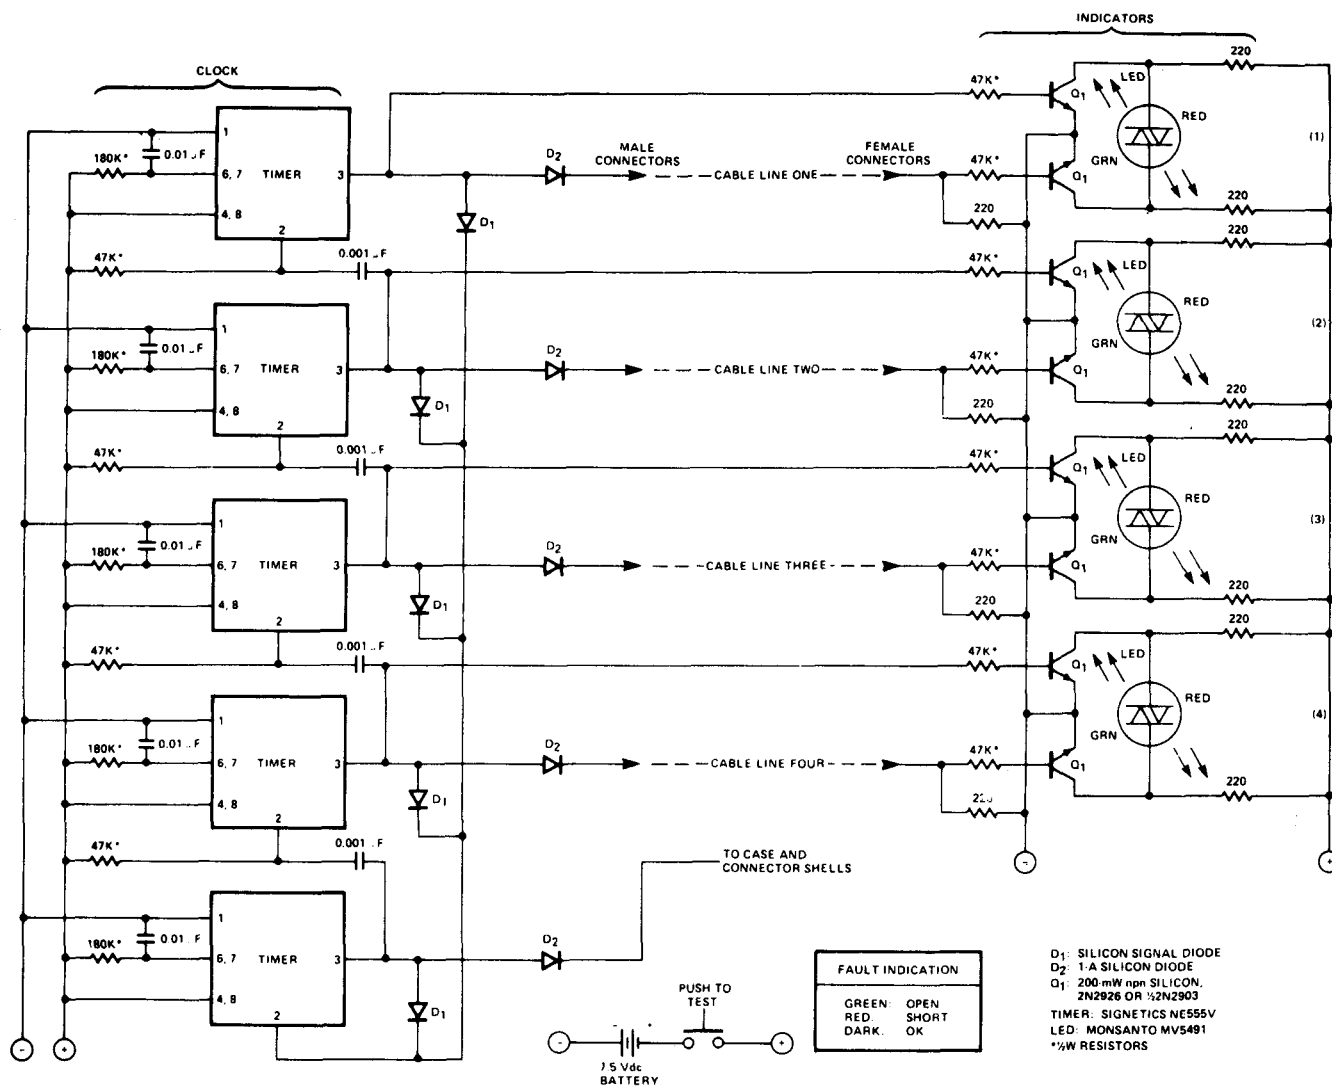 INDICATORS
220
CLOCK
47K*
LED
Q1
RED
GRN
(1)
1
0.01 F
180K*
6, 7
TIMER
3
4, 8
2
D2
MALE
CONNECTORS
CABLE LINE ONE
FEMALE
CONNECTORS
47K*
Q1
D1
220
220
47K*
0.001 F
220
47K*
LED
Q1
RED
GRN
(2)
1
0.01 F
180K*
6, 7
TIMER
3
4, 8
2
D2
CABLE LINE TWO
47K*
Q1
D1
220
220
47K*
0.001 F
220
47K*
LED
Q1
RED
GRN
(3)
1
0.01 F
180K*
6, 7
TIMER
3
4, 8
2
D2
CABLE LINE THREE
47K*
Q1
D1
220
220
47K*
0.001 F
220
47K*
LED
Q1
RED
GRN
(4)
1
0.01 F
180K*
6, 7
TIMER
3
4, 8
2
D2
CABLE LINE FOUR
47K*
Q1
D1
220
47K*
0.001 F
TO CASE AND
CONNECTOR SHELLS
- +
1
0.01 F
180K*
6, 7
TIMER
3
4, 8
2
D2
D1
- +
PUSH TO
TEST
- - + +
7.5 Vdc
BATTERY
FAULT INDICATION
GREEN: OPEN
RED. SHORT
DARK. OK
D1: SILICON SIGNAL DIODE
D2: 1-A SILICON DIODE
Q1: 200-mW npn SILICON,
2N2926 OR ½2N2903
TIMER: SIGNETICS NE555V
LED: MONSANTO MV5491
*½W RESISTORS